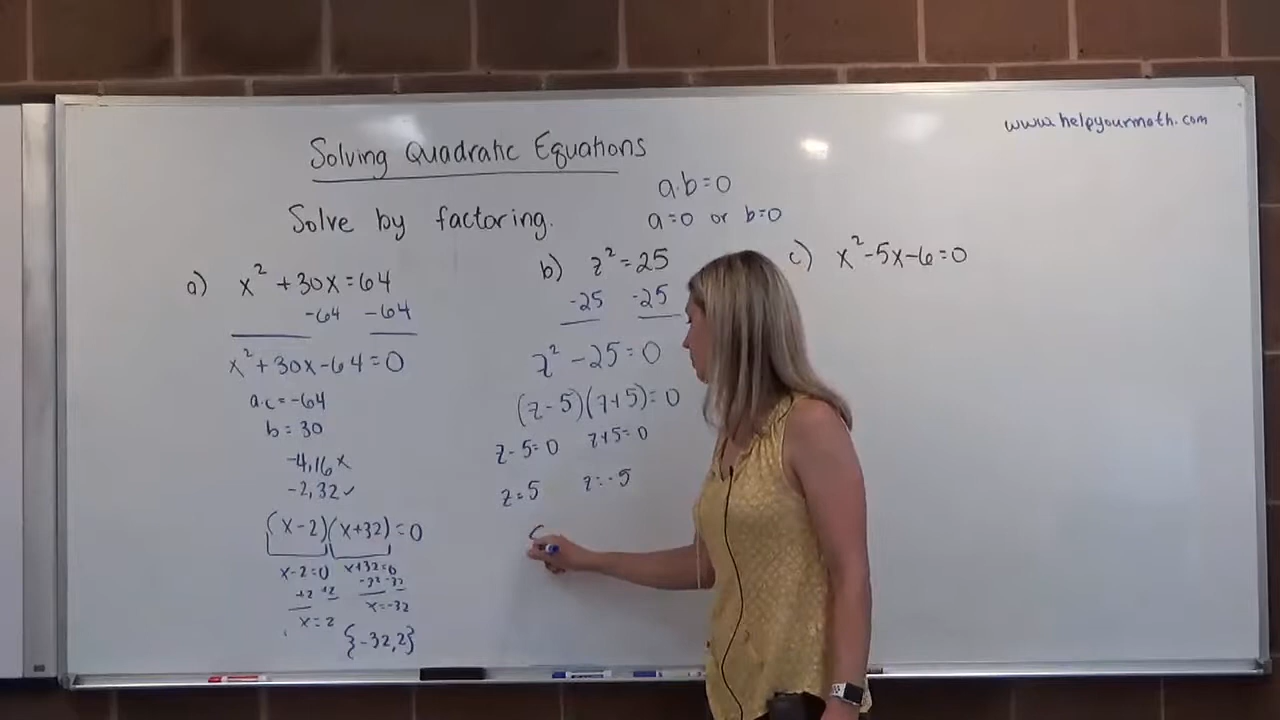 www.helpyourmath.com
Solving Quadratic Equations
a·b=0
a=0 or b=0
Solve by factoring.
a) x²+30x=64
-64 -64
x²+30x-64=0
a·c=-64
b=30
-4,16 x
-2,32 ✓
(x-2)(x+32)=0
x-2=0 x+32=0
+2 +2 -32 -32
x=2 x=-32
{-32,2}
b) z²=25
-25 -25
z²-25=0
(z-5)(z+5)=0
z-5=0 z+5=0
z=5 z=-5
c) x²-5x-6=0